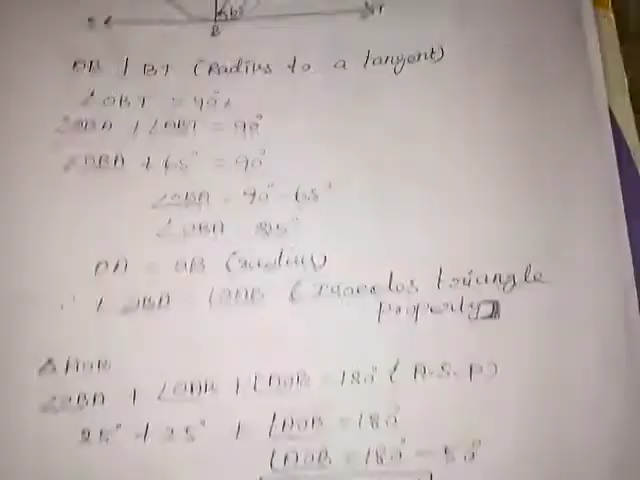 65°
B
OB ⊥ BT (Radius to a tangent)
∠OBT = 90°
∠OBA + ∠ABT = 90°
∠OBA + 65° = 90°
∠OBA = 90° - 65°
∠OBA = 25°
OA = OB (radius)
∴ ∠OBA = ∠OAB (Isosceles triangle
property)
△AOB
∠OBA + ∠OAB + ∠AOB = 180° (A.S.P)
25° + 25° + ∠AOB = 180°
∠AOB = 180° - 50°